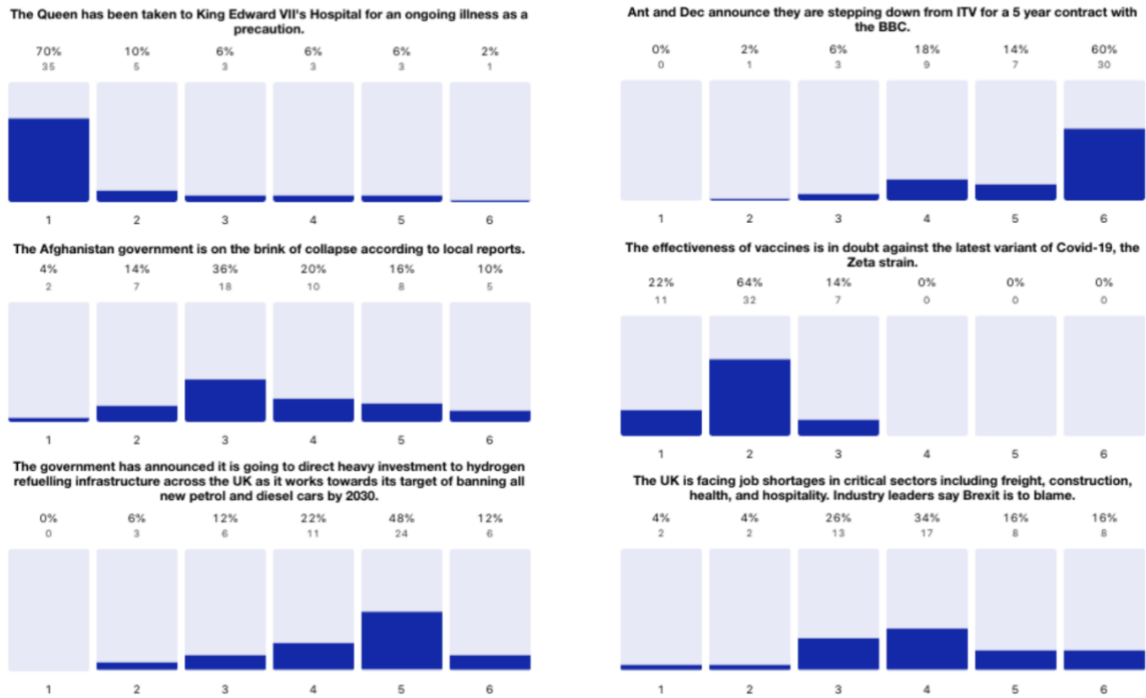 The Queen has been taken to King Edward VII's Hospital for an ongoing illness as a
precaution.
70% 10% 6% 6% 6% 2%
35 5 3 3 3 1
1 2 3 4 5 6
Ant and Dec announce they are stepping down from ITV for a 5 year contract with
the BBC.
0% 2% 6% 18% 14% 60%
0 1 3 9 7 30
1 2 3 4 5 6
The Afghanistan government is on the brink of collapse according to local reports.
4% 14% 36% 20% 16% 10%
2 7 18 10 8 5
1 2 3 4 5 6
The effectiveness of vaccines is in doubt against the latest variant of Covid-19, the
Zeta strain.
22% 64% 14% 0% 0% 0%
11 32 7 0 0 0
1 2 3 4 5 6
The government has announced it is going to direct heavy investment to hydrogen
refuelling infrastructure across the UK as it works towards its target of banning all
new petrol and diesel cars by 2030.
0% 6% 12% 22% 48% 12%
0 3 6 11 24 6
1 2 3 4 5 6
The UK is facing job shortages in critical sectors including freight, construction,
health, and hospitality. Industry leaders say Brexit is to blame.
4% 4% 26% 34% 16% 16%
2 2 13 17 8 8
1 2 3 4 5 6